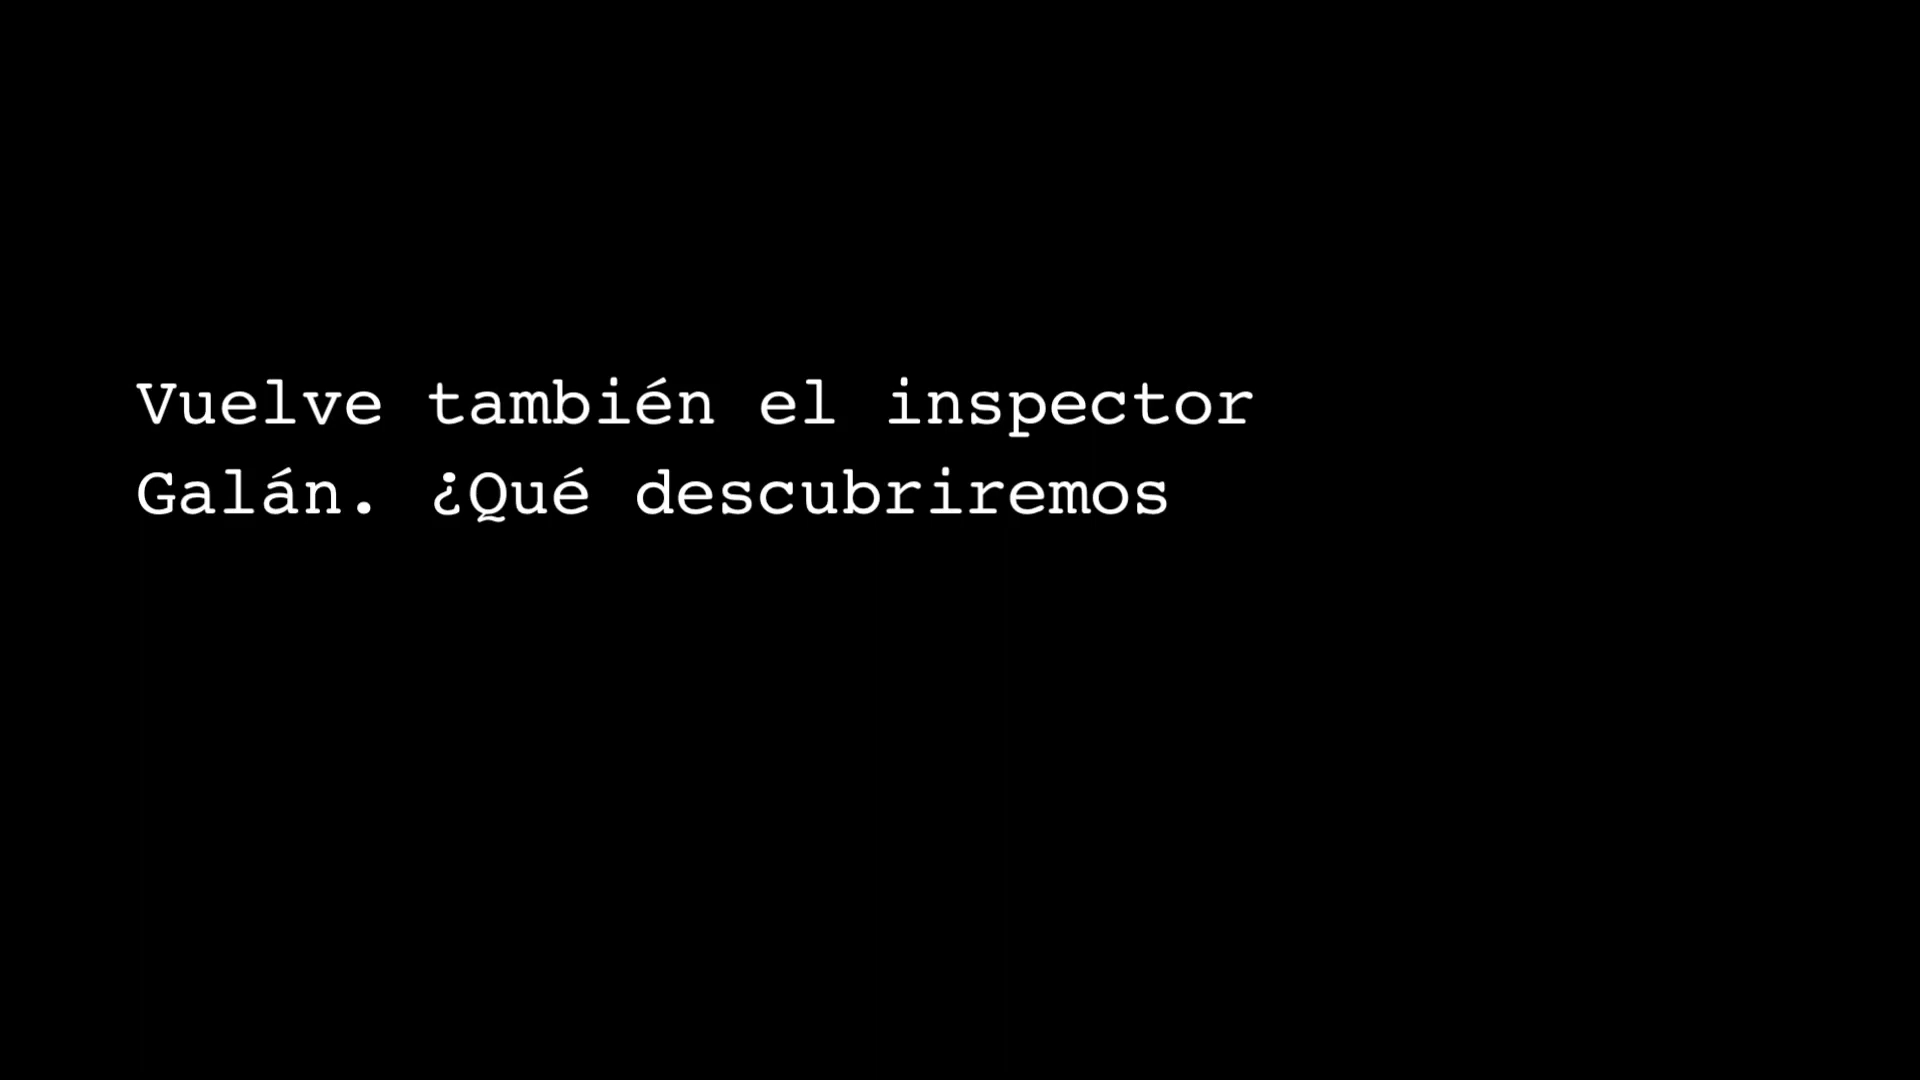 Vuelve también el inspector
Galán. ¿Qué descubriremos